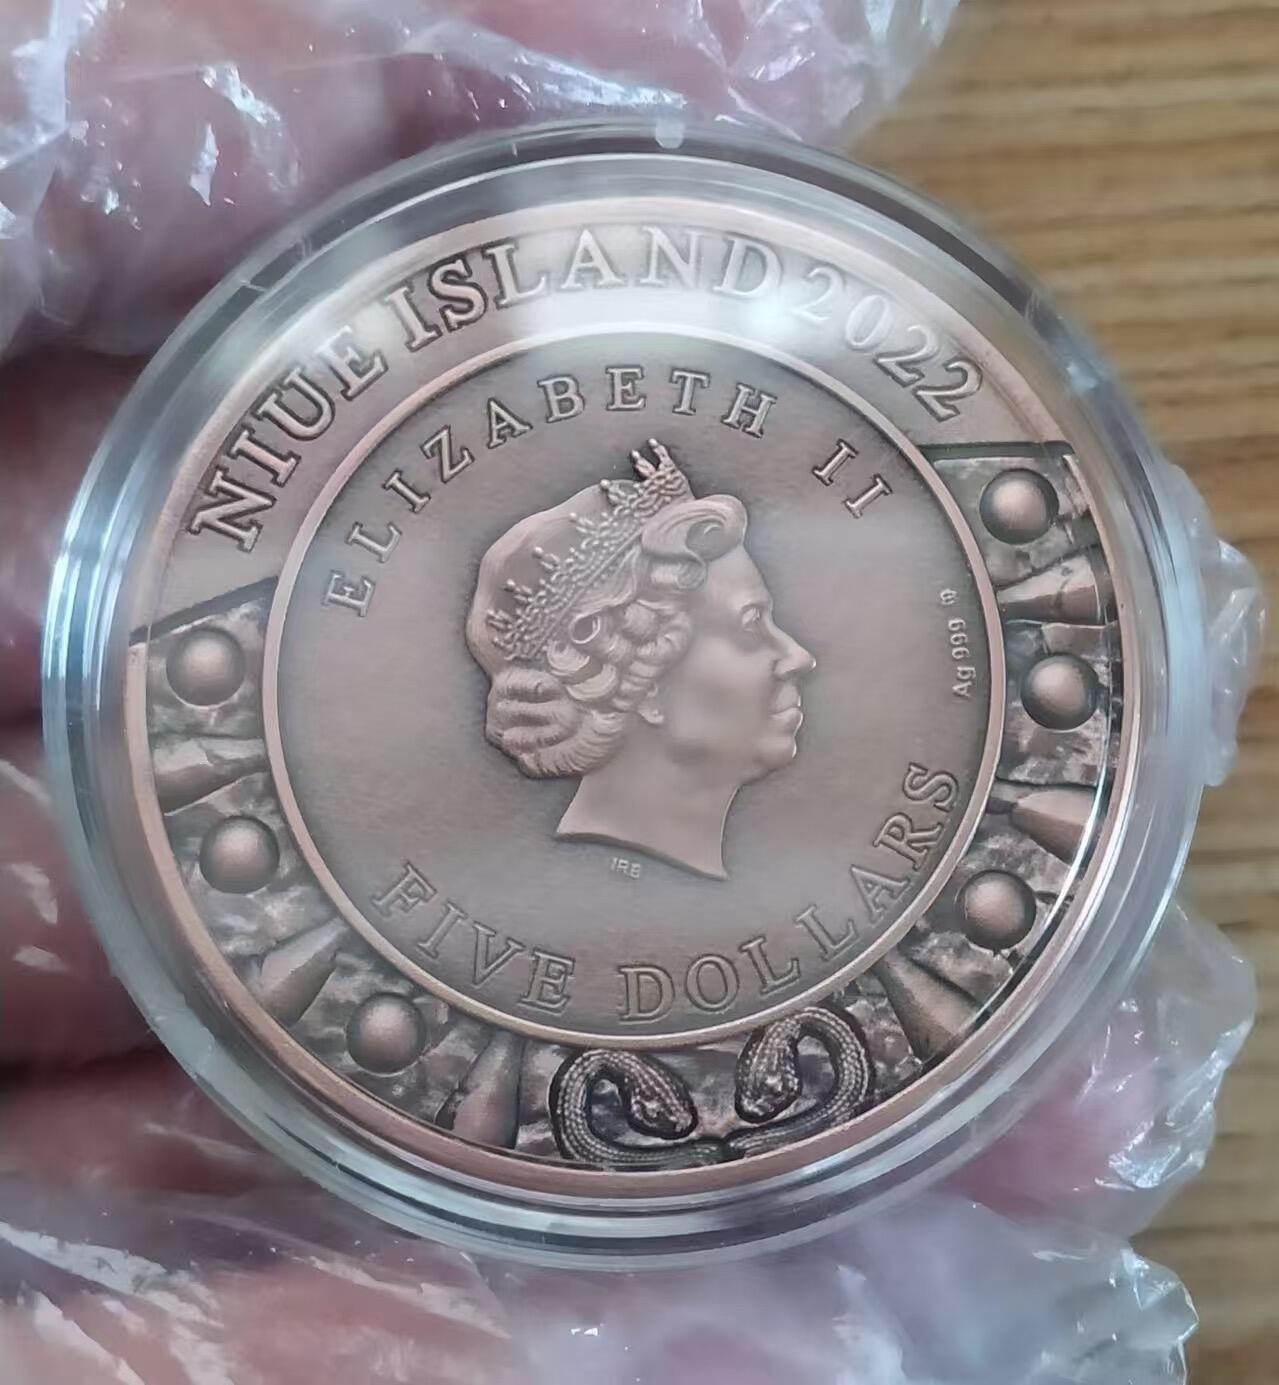 NIUE ISLAND 2022
ELIZABETH II
999 Ag
IRB
FIVE DOLLARS